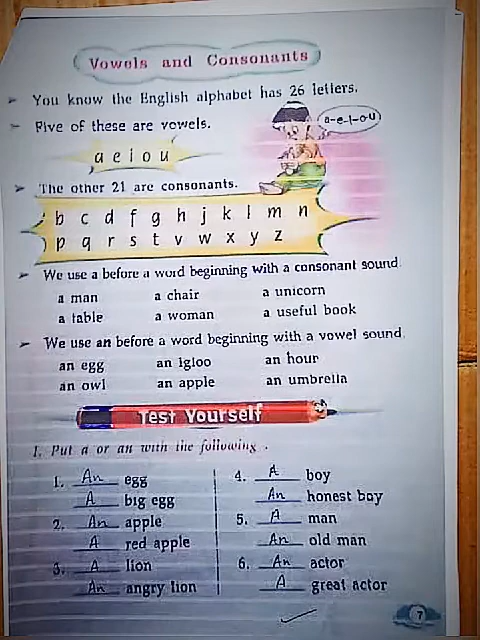 Vowels and Consonants
➤ You know the English alphabet has 26 letters.
➤ Five of these are vowels.
a-e-i-o-u
a e i o u
➤ The other 21 are consonants.
b c d f g h j k l m n
p q r s t v w x y z
➤ We use a before a word beginning with a consonant sound.
a man a chair a unicorn
a table a woman a useful book
➤ We use an before a word beginning with a vowel sound.
an egg an igloo an hour
an owl an apple an umbrella
Test Yourself
I. Put a or an with the following .
1. An egg
A big egg
2. An apple
A red apple
3. A lion
An angry lion
4. A boy
An honest boy
5. A man
An old man
6. An actor
A great actor
7